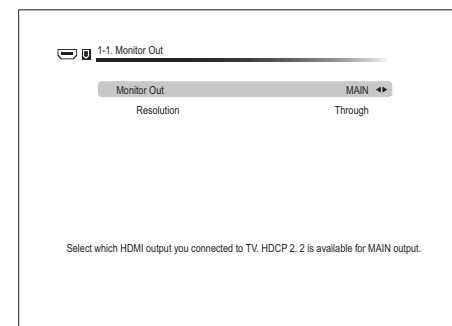 1-1. Monitor Out
Monitor Out MAIN
Resolution Through
Select which HDMI output you connected to TV. HDCP 2. 2 is available for MAIN output.